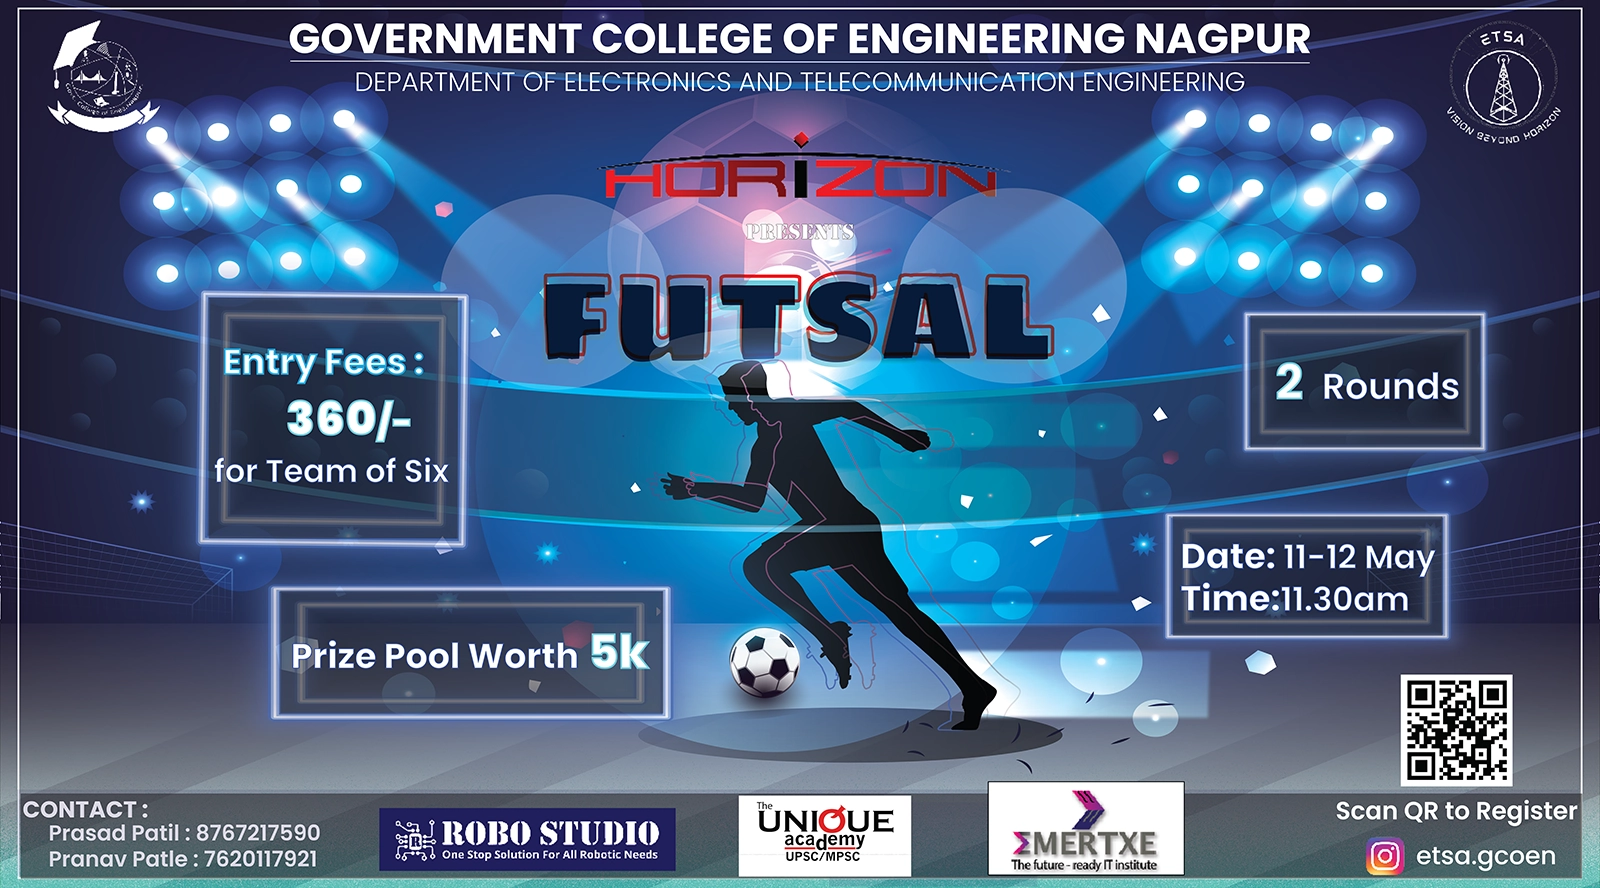 GOVERNMENT COLLEGE OF ENGINEERING NAGPUR
DEPARTMENT OF ELECTRONICS AND TELECOMMUNICATION ENGINEERING
ETSA
VISION BEYOND HORIZON
HORIZON
PRESENTS
FUTSAL
Entry Fees :
360/-
for Team of Six
2 Rounds
Date: 11-12 May
Time:11.30am
Prize Pool Worth 5k
CONTACT :
Prasad Patil : 8767217590
Pranav Patle : 7620117921
ROBO STUDIO
One Stop Solution For All Robotic Needs
The
UNIQUE
academy
UPSC/MPSC
ΣMERTXE
The future - ready IT institute
Scan QR to Register
etsa.gcoen